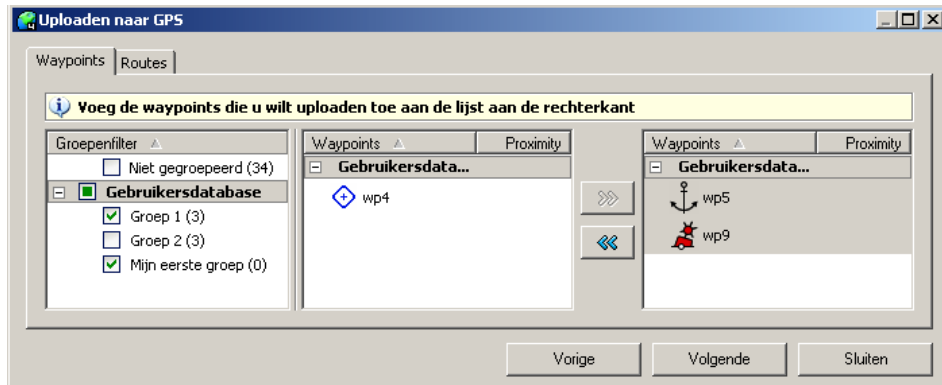 Uploaden naar GPS
Waypoints Routes
Voeg de waypoints die u wilt uploaden toe aan de lijst aan de rechterkant
Groepenfilter
Niet gegroepeerd (34)
Gebruikersdatabase
Groep 1 (3)
Groep 2 (3)
Mijn eerste groep (0)
Waypoints Proximity
Gebruikersdata...
wp4
Waypoints Proximity
Gebruikersdata...
wp5
wp9
Vorige Volgende Sluiten